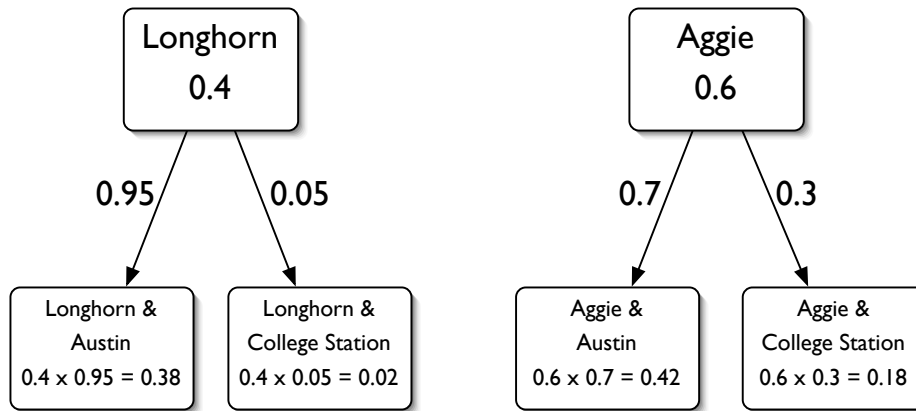 Longhorn
0.4
Aggie
0.6
0.95
0.05
0.7
0.3
Longhorn &
Austin
0.4 x 0.95 = 0.38
Longhorn &
College Station
0.4 x 0.05 = 0.02
Aggie &
Austin
0.6 x 0.7 = 0.42
Aggie &
College Station
0.6 x 0.3 = 0.18